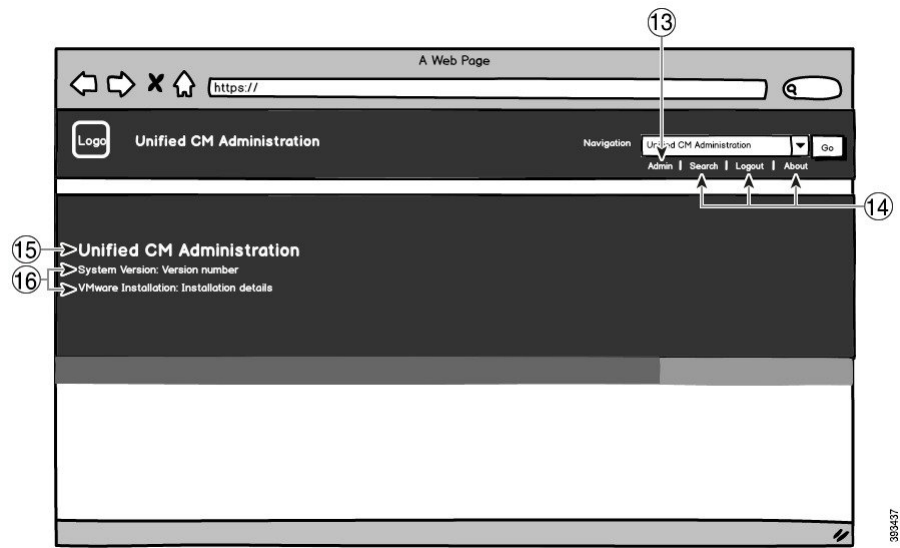 13
A Web Page
https://
Logo
Unified CM Administration
Navigation
Unified CM Administration
Go
Admin | Search | Logout | About
14
15
Unified CM Administration
16
System Version: Version number
VMware Installation: Installation details
393437